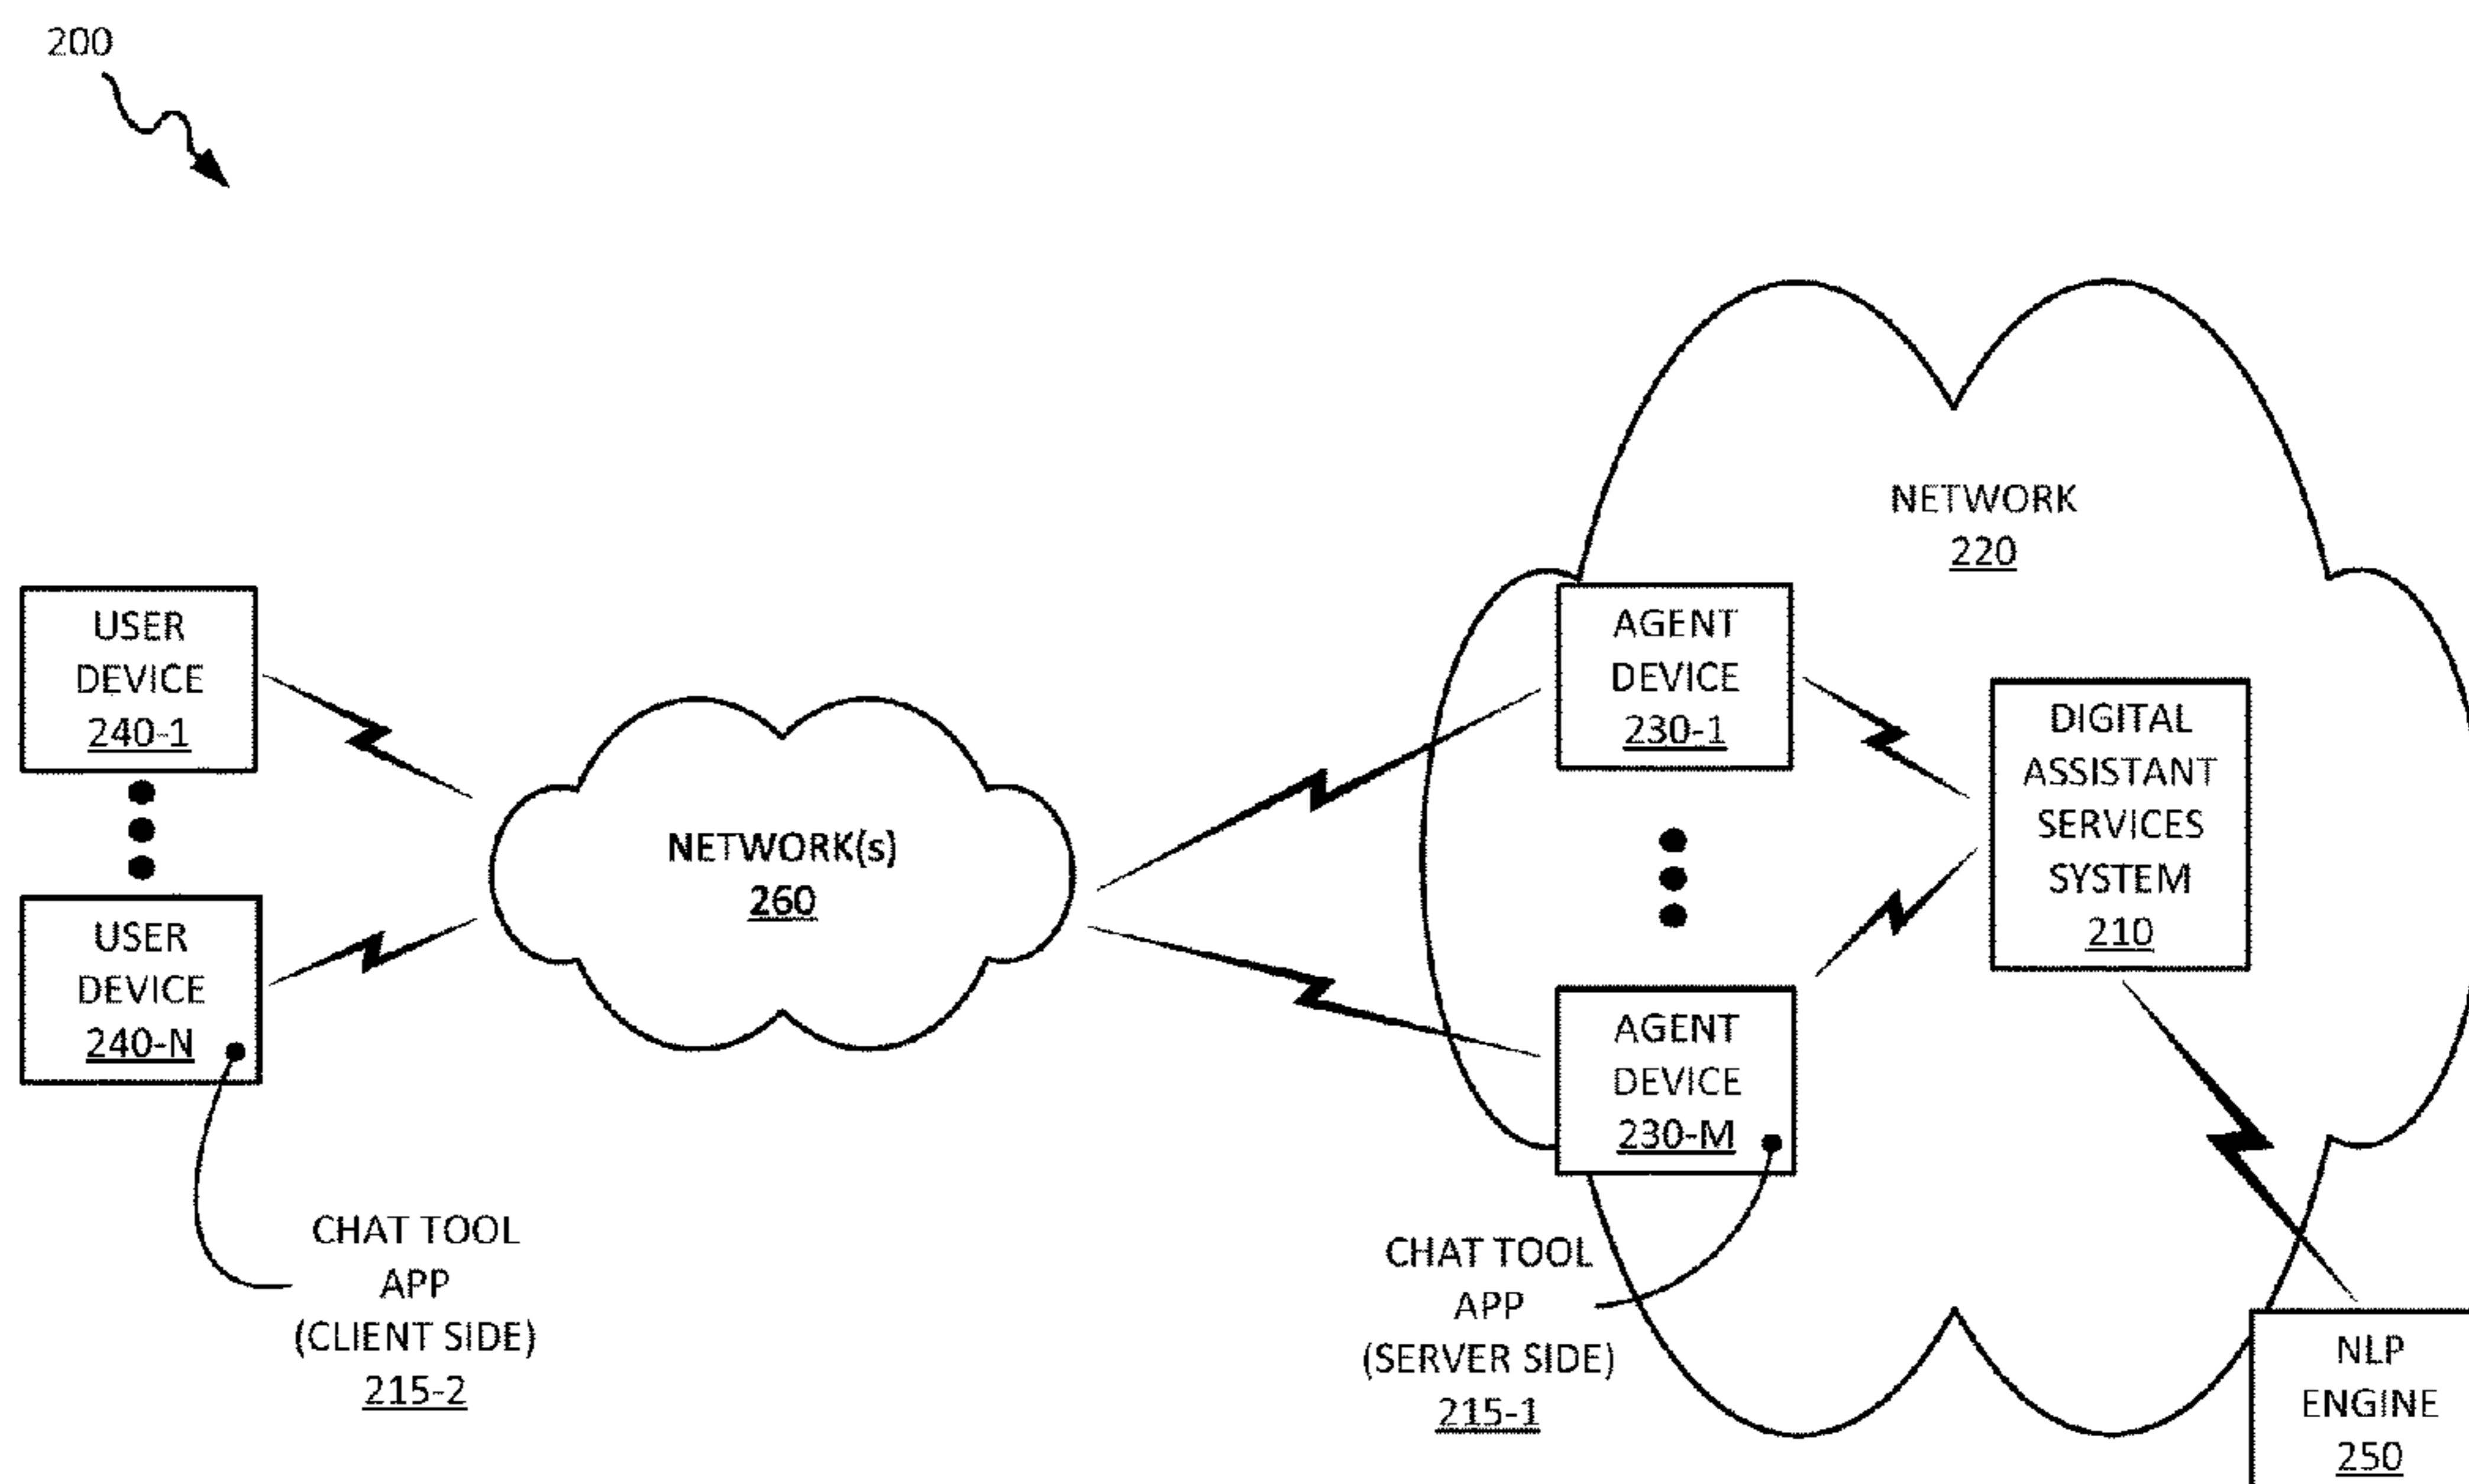 200
NETWORK
220
USER
DEVICE
240-1
AGENT
DEVICE
230-1
DIGITAL
ASSISTANT
SERVICES
SYSTEM
210
NETWORK(s)
260
USER
DEVICE
240-N
AGENT
DEVICE
230-M
CHAT TOOL
APP
(CLIENT SIDE)
215-2
CHAT TOOL
APP
(SERVER SIDE)
215-1
NLP
ENGINE
250